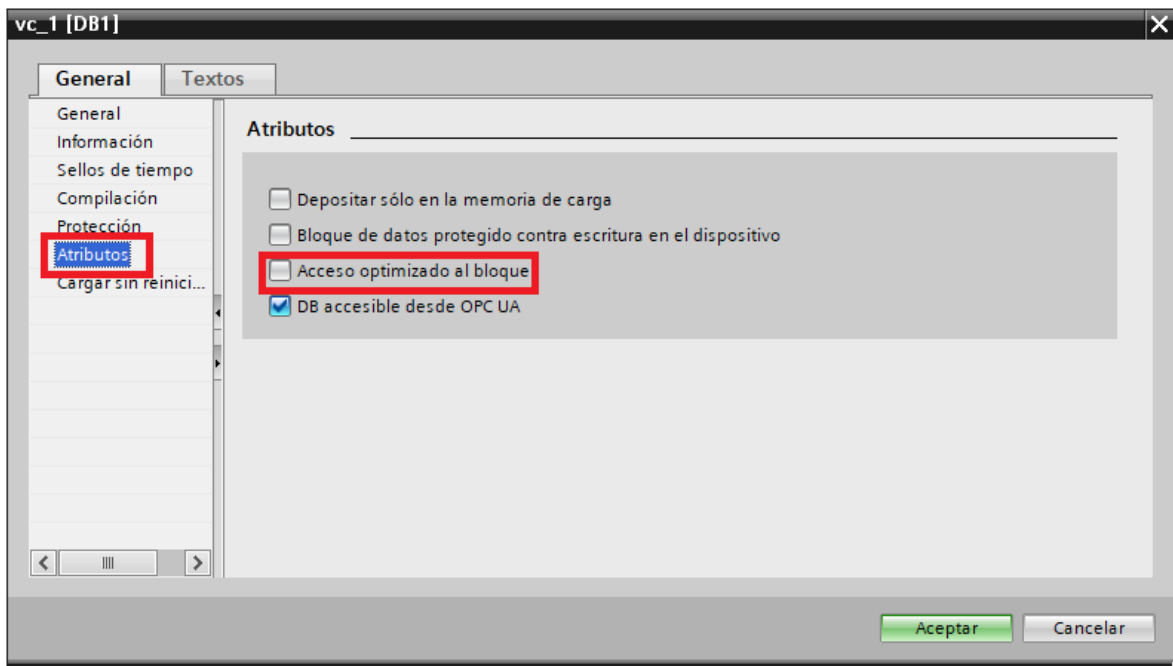 vc_1 [DB1]
General
Textos
General
Información
Sellos de tiempo
Compilación
Protección
Atributos
Cargar sin reinici...
Atributos
Depositar sólo en la memoria de carga
Bloque de datos protegido contra escritura en el dispositivo
Acceso optimizado al bloque
DB accesible desde OPC UA
Aceptar
Cancelar